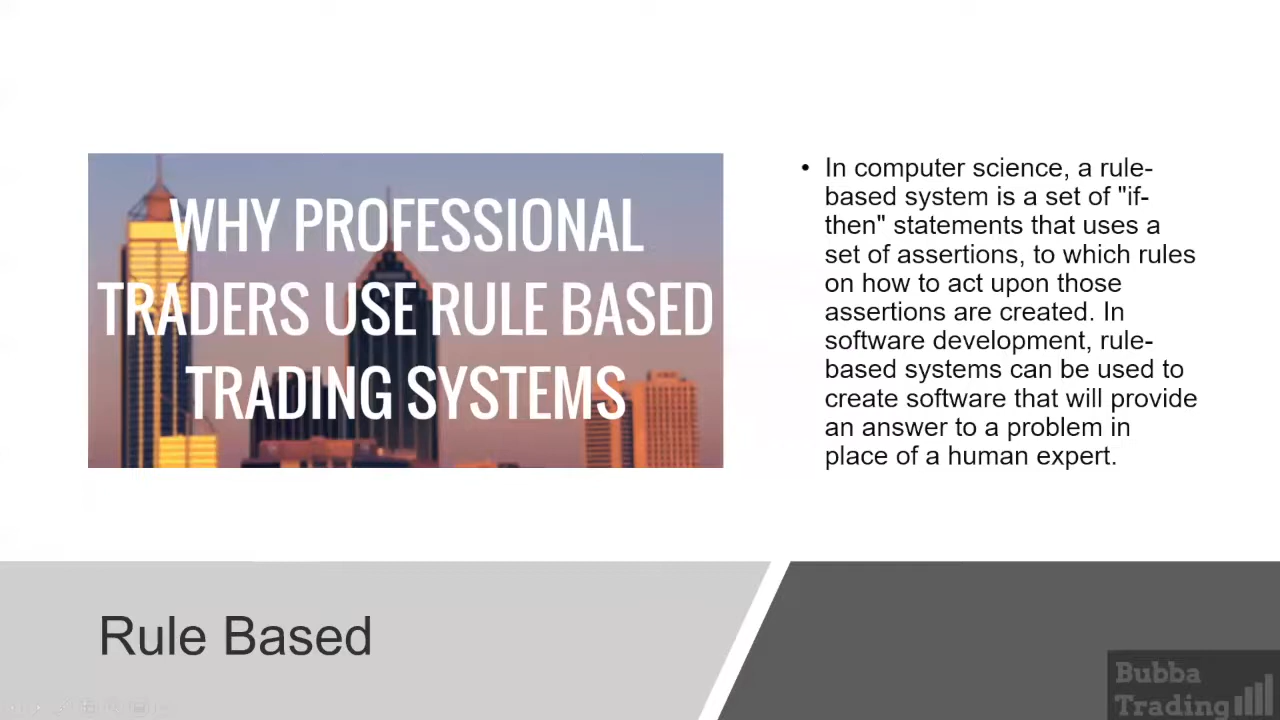 WHY PROFESSIONAL
TRADERS USE RULE BASED
TRADING SYSTEMS
• In computer science, a rule-
based system is a set of "if-
then" statements that uses a
set of assertions, to which rules
on how to act upon those
assertions are created. In
software development, rule-
based systems can be used to
create software that will provide
an answer to a problem in
place of a human expert.
Rule Based
Bubba
Trading